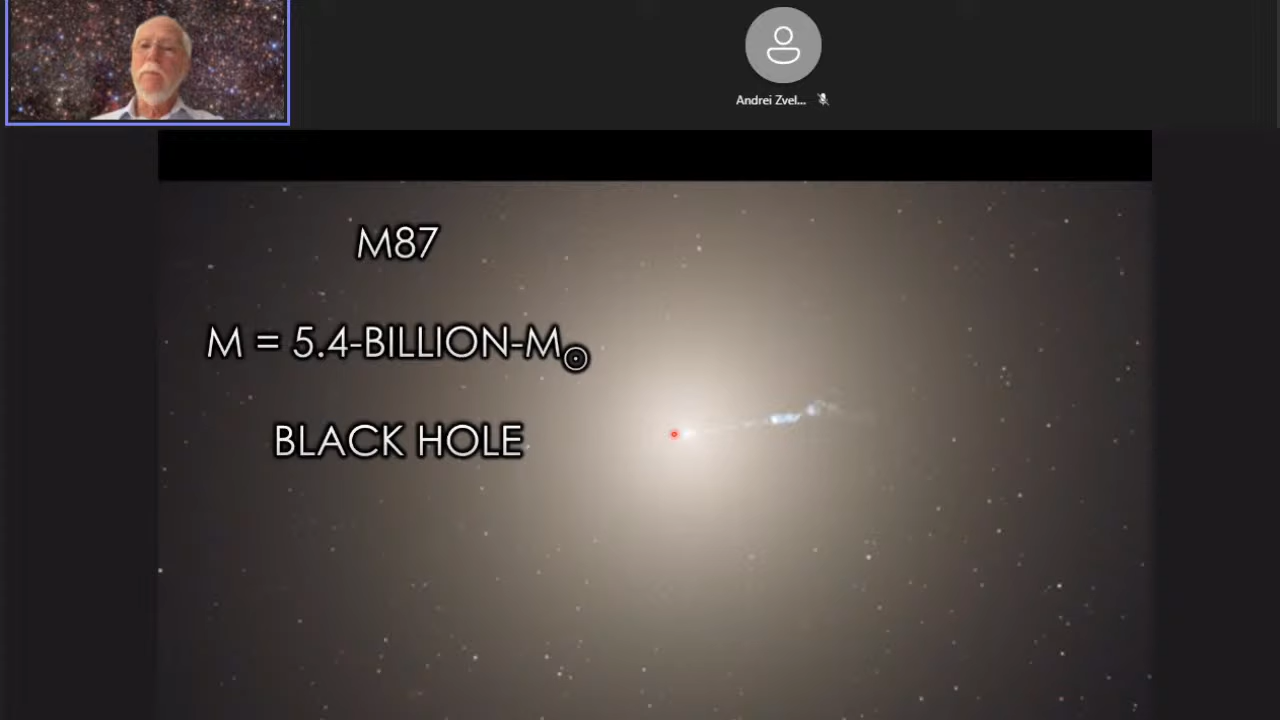 Andrei Zvel...
M87
M = 5.4-BILLION-M☉
BLACK HOLE